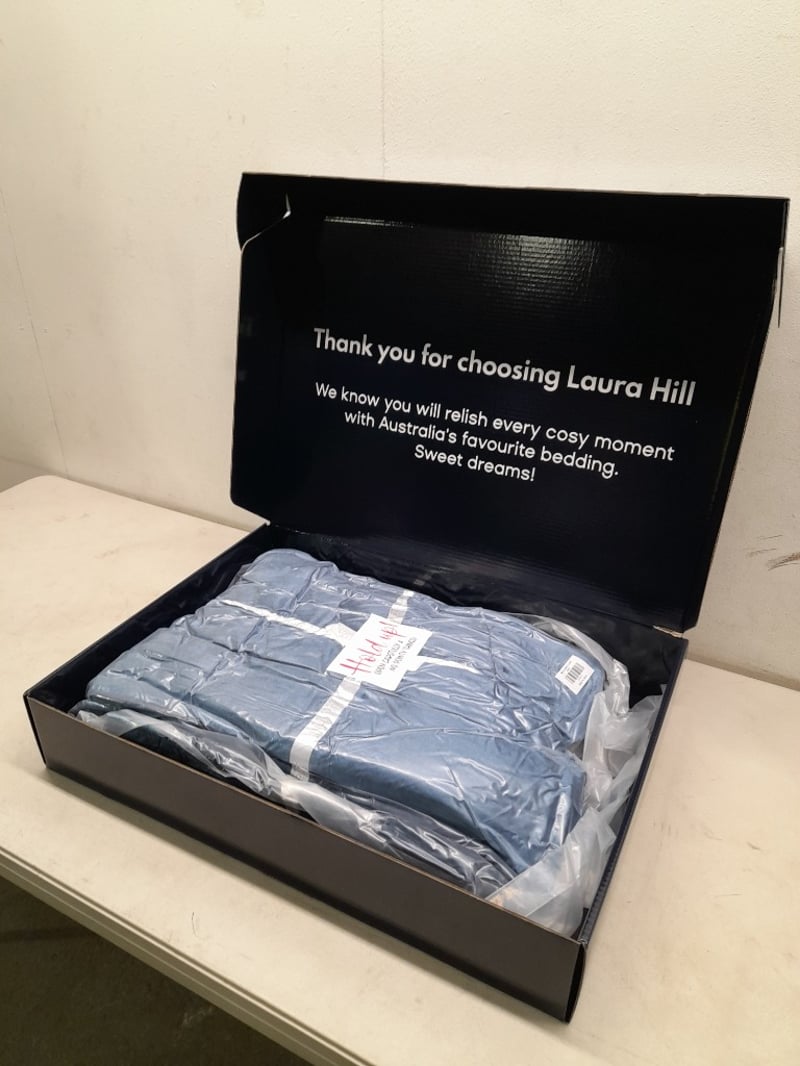 Thank you for choosing Laura Hill
We know you will relish every cosy moment
with Australia's favourite bedding.
Sweet dreams!
Hold up!